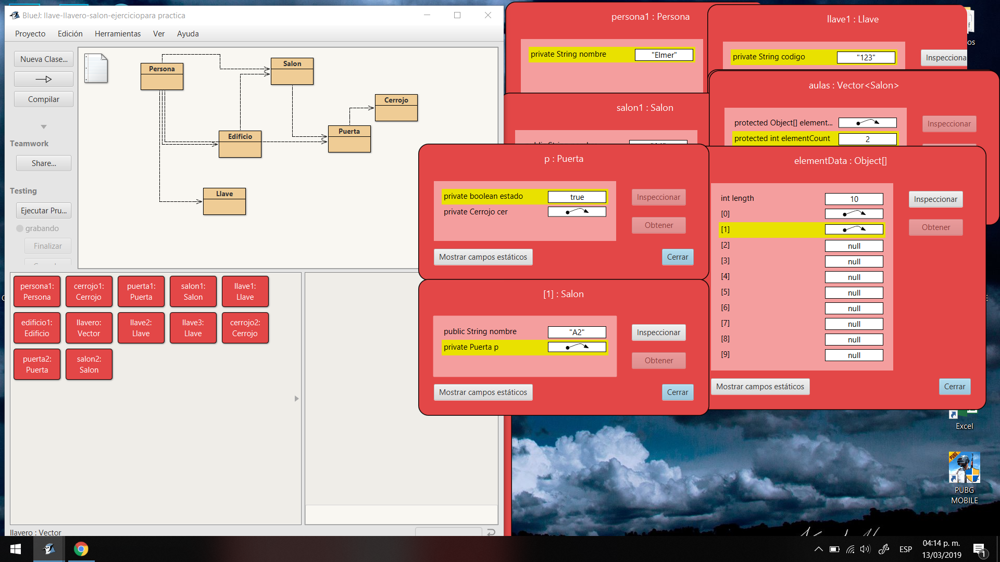 BlueJ: llave-llavero-salon-ejerciciopara practica
Proyecto
Edición
Herramientas
Ver
Ayuda
Nueva Clase...
Compilar
Teamwork
Share...
Testing
Ejecutar Pru...
grabando
Finalizar
Persona
Salon
Cerrojo
Edificio
Puerta
Llave
persona1:
Persona
cerrojo1:
Cerrojo
puerta1:
Puerta
salon1:
Salon
llave1:
Llave
edificio1:
Edificio
llavero:
Vector
llave2:
Llave
llave3:
Llave
cerrojo2:
Cerrojo
puerta2:
Puerta
salon2:
Salon
llavero : Vector
persona1 : Persona
private String nombre
"Elmer"
llave1 : Llave
private String codigo
"123"
Inspecciona
salon1 : Salon
aulas : Vector<Salon>
protected Object[] element...
Inspeccionar
protected int elementCount
2
p : Puerta
private boolean estado
true
Inspeccionar
private Cerrojo cer
Obtener
Mostrar campos estáticos
Cerrar
[1] : Salon
public String nombre
"A2"
Inspeccionar
private Puerta p
Obtener
Mostrar campos estáticos
Cerrar
elementData : Object[]
int length
10
Inspeccionar
[0]
[1]
Obtener
[2]
null
[3]
null
[4]
null
[5]
null
[6]
null
[7]
null
[8]
null
[9]
null
Mostrar campos estáticos
Cerrar
os
Excel
PUBG
PUBG
MOBILE
ESP
04:14 p. m.
13/03/2019
1